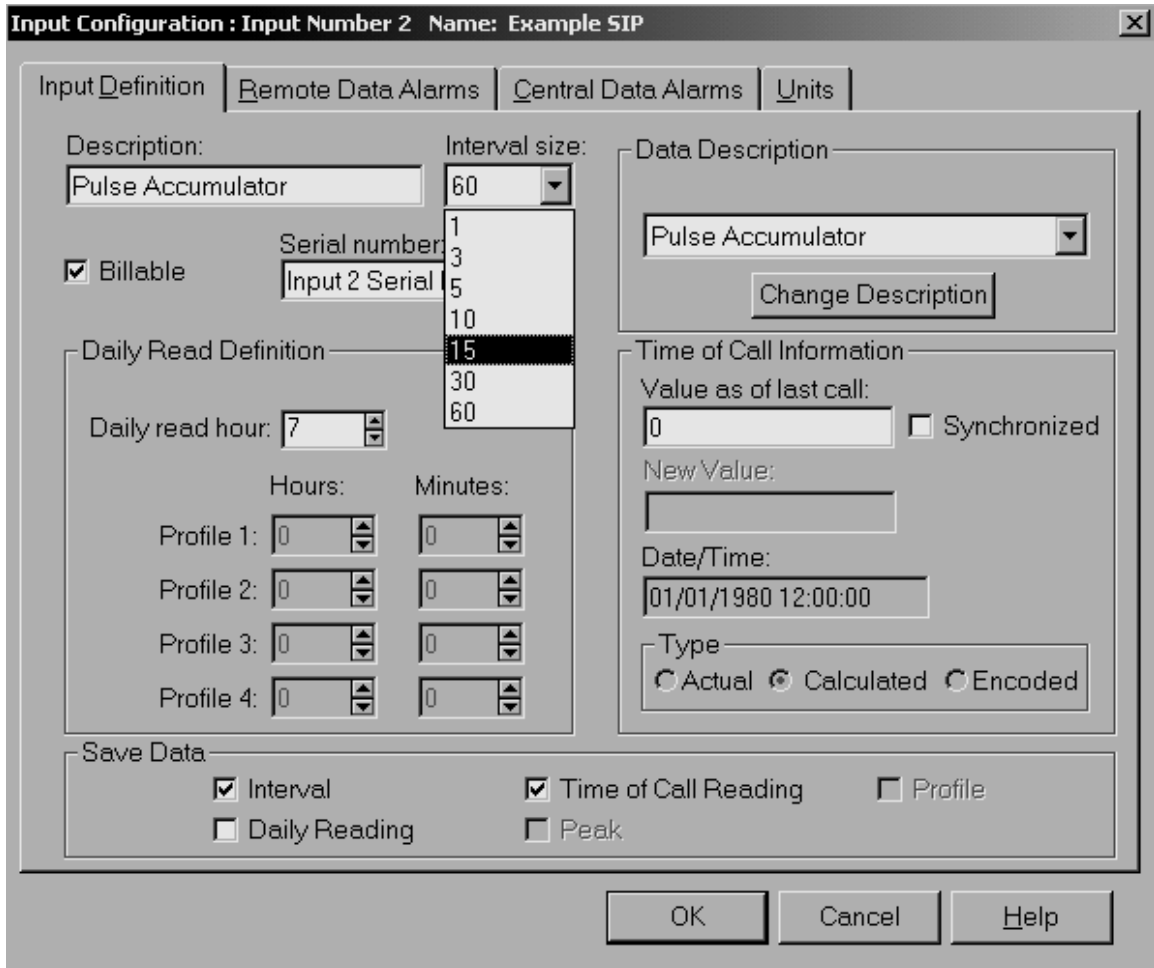 Input Configuration : Input Number 2 Name: Example SIP
Input Definition
Remote Data Alarms
Central Data Alarms
Units
Description:
Pulse Accumulator
Interval size:
60
1
3
5
10
15
30
60
Billable
Serial number:
Input 2 Serial
Daily Read Definition
Daily read hour: 7
Hours: Minutes:
Profile 1: 0 0
Profile 2: 0 0
Profile 3: 0 0
Profile 4: 0 0
Data Description
Pulse Accumulator
Change Description
Time of Call Information
Value as of last call:
0
Synchronized
New Value:
Date/Time:
01/01/1980 12:00:00
Type
Actual Calculated Encoded
Save Data
Interval
Time of Call Reading
Profile
Daily Reading
Peak
OK
Cancel
Help